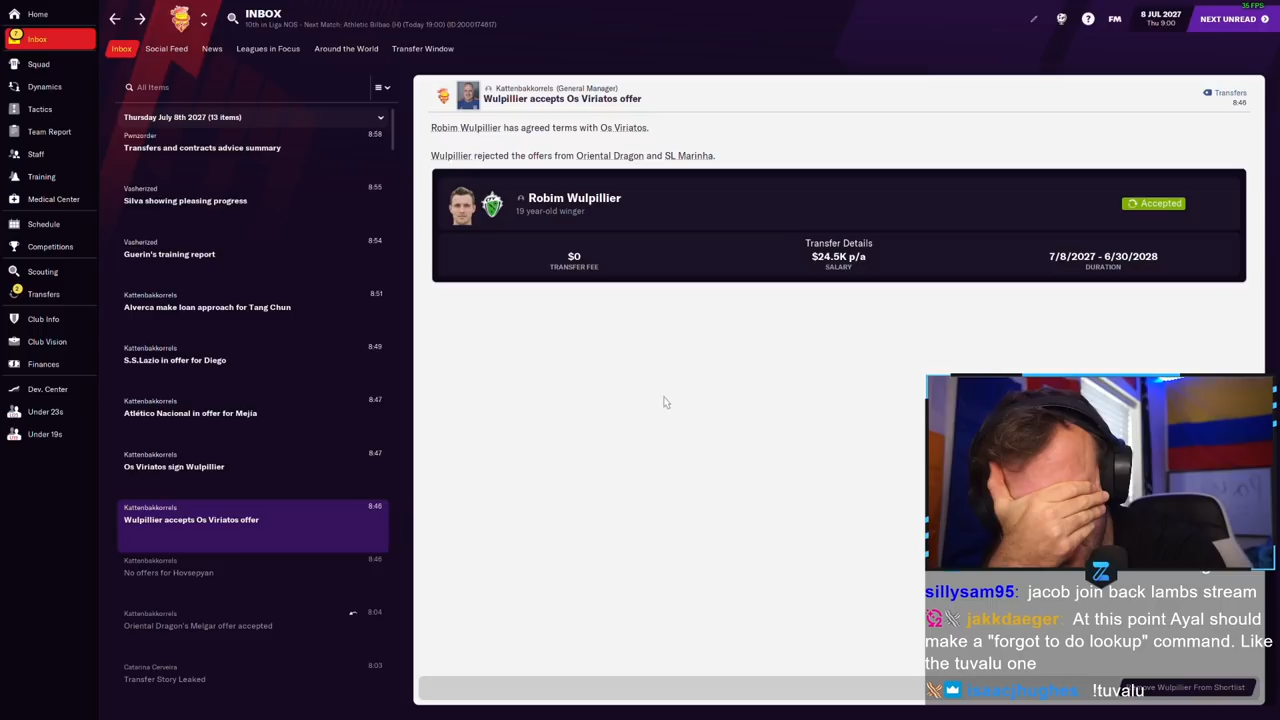 35 FPS
Home
7
Inbox
Squad
Dynamics
Tactics
Team Report
Staff
Training
Medical Center
Schedule
Competitions
Scouting
2
Transfers
Club Info
Club Vision
Finances
Dev. Center
Under 23s
Under 19s
INBOX
10th in Liga NOS - Next Match: Athletic Bilbao (H) (Today 19:00) (ID:2000174617)
FM
8 JUL 2027
Thu 9:00
NEXT UNREAD
Inbox
Social Feed
News
Leagues in Focus
Around the World
Transfer Window
All Items
Thursday July 8th 2027 (13 items)
Pwnzorder
8:58
Transfers and contracts advice summary
Vasherized
8:55
Silva showing pleasing progress
Vasherized
8:54
Guerin's training report
Kattenbakkorrels
8:51
Alverca make loan approach for Tang Chun
Kattenbakkorrels
8:49
S.S.Lazio in offer for Diego
Kattenbakkorrels
8:47
Atlético Nacional in offer for Mejía
Kattenbakkorrels
8:47
Os Viriatos sign Wulpillier
Kattenbakkorrels
8:46
Wulpillier accepts Os Viriatos offer
Kattenbakkorrels
8:46
No offers for Hovsepyan
Kattenbakkorrels
8:04
Oriental Dragon's Melgar offer accepted
Catarina Cerveira
8:03
Transfer Story Leaked
Kattenbakkorrels (General Manager)
Wulpillier accepts Os Viriatos offer
Transfers
8:46
Robim Wulpillier has agreed terms with Os Viriatos.
Wulpillier rejected the offers from Oriental Dragon and SL Marinha.
Robim Wulpillier
19 year-old winger
Accepted
Transfer Details
$0
TRANSFER FEE
$24.5K p/a
SALARY
7/8/2027 - 6/30/2028
DURATION
Wulpillier From Shortlist
sillysam95: jacob join back lambs stream
jakkdaeger: At this point Ayal should
make a "forgot to do lookup" command. Like
the tuvalu one
isaacjhughes: !tuvalu